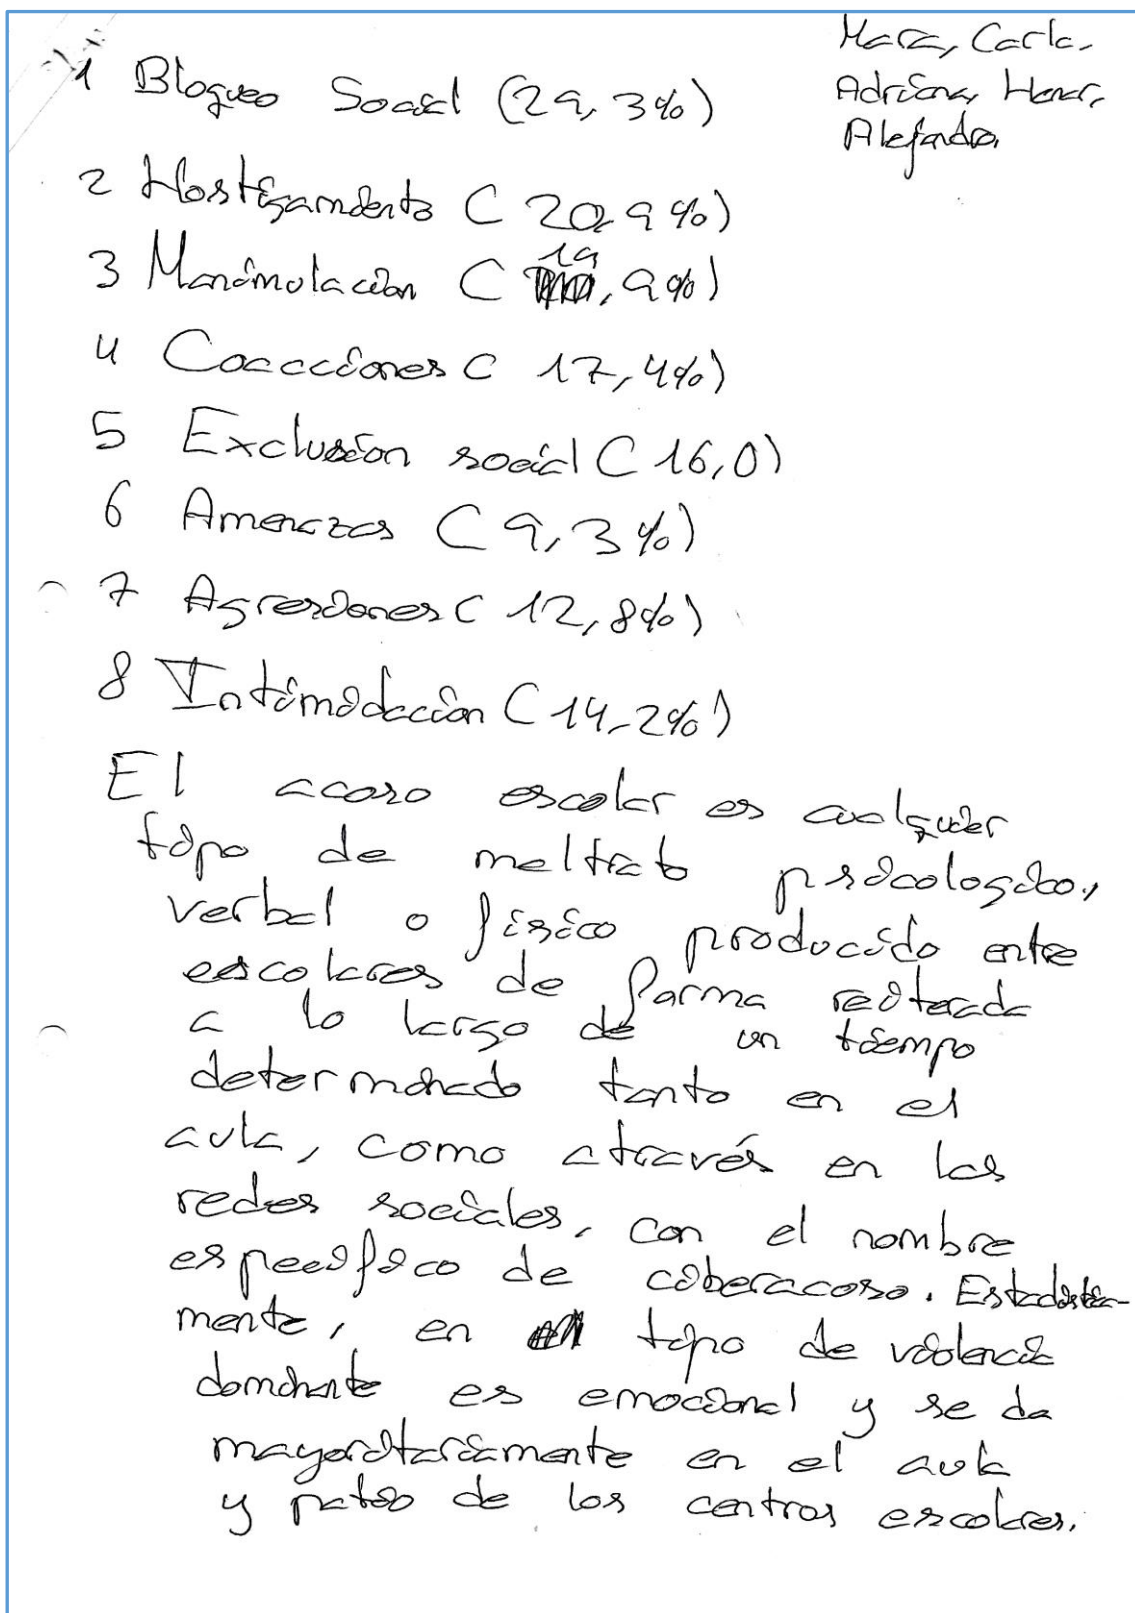 Mara, Carla,
Adriana, Henar,
Alejandra,
1 Bloqueo Social (29, 3%)
2 Hostigamiento ( 20, 9 %)
3 Manimulación ( 19, 9%)
4 Coacciones ( 17, 4%)
5 Exclusión social ( 16,0)
6 Amenazas ( 9, 3 %)
7 Agresiones ( 12, 8%)
8 Intimidación ( 14, 2%)
El acoso escolar es cualquier
tipo de maltrato psicologico,
verbal o físico producido entre
escolares de forma reiterada
a lo largo de un tiempo
determinado tanto en el
aula, como através en las
redes sociales, con el nombre
especifico de ciberacoso. Estadística-
mente, en tipo de violencia
dominante es emocional y se da
mayoritariamente en el aula
y patio de los centros escolares.